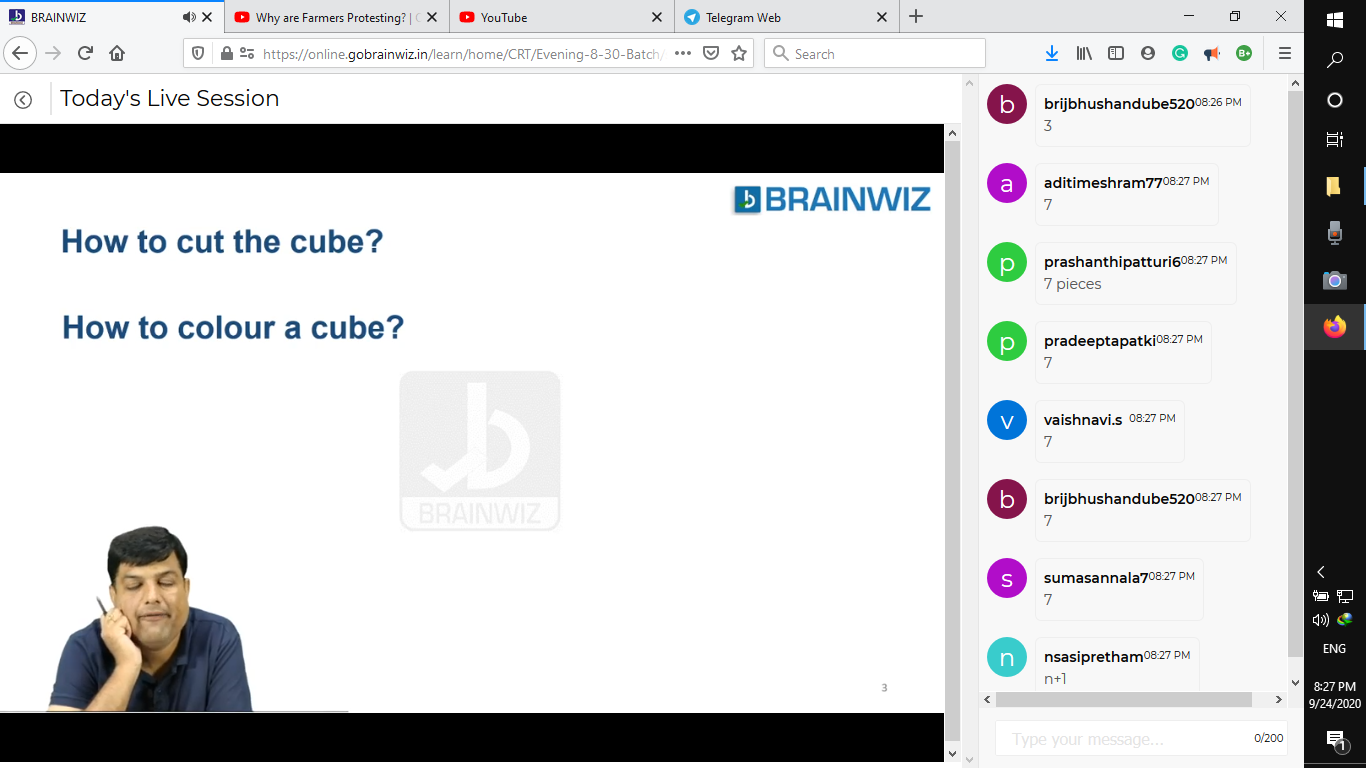 BRAINWIZ
Why are Farmers Protesting? |
YouTube
Telegram Web
https://online.gobrainwiz.in/learn/home/CRT/Evening-8-30-Batch/
Search
Today's Live Session
BRAINWIZ
How to cut the cube?
How to colour a cube?
BRAINWIZ
3
b
brijbhushandube520 08:26 PM
3
a
aditimeshram77 08:27 PM
7
p
prashanthipatturi6 08:27 PM
7 pieces
p
pradeeptapatki 08:27 PM
7
v
vaishnavi.s 08:27 PM
7
b
brijbhushandube520 08:27 PM
7
s
sumasannala7 08:27 PM
7
n
nsasipretham 08:27 PM
n+1
Type your message...
0/200
ENG
8:27 PM
9/24/2020
1